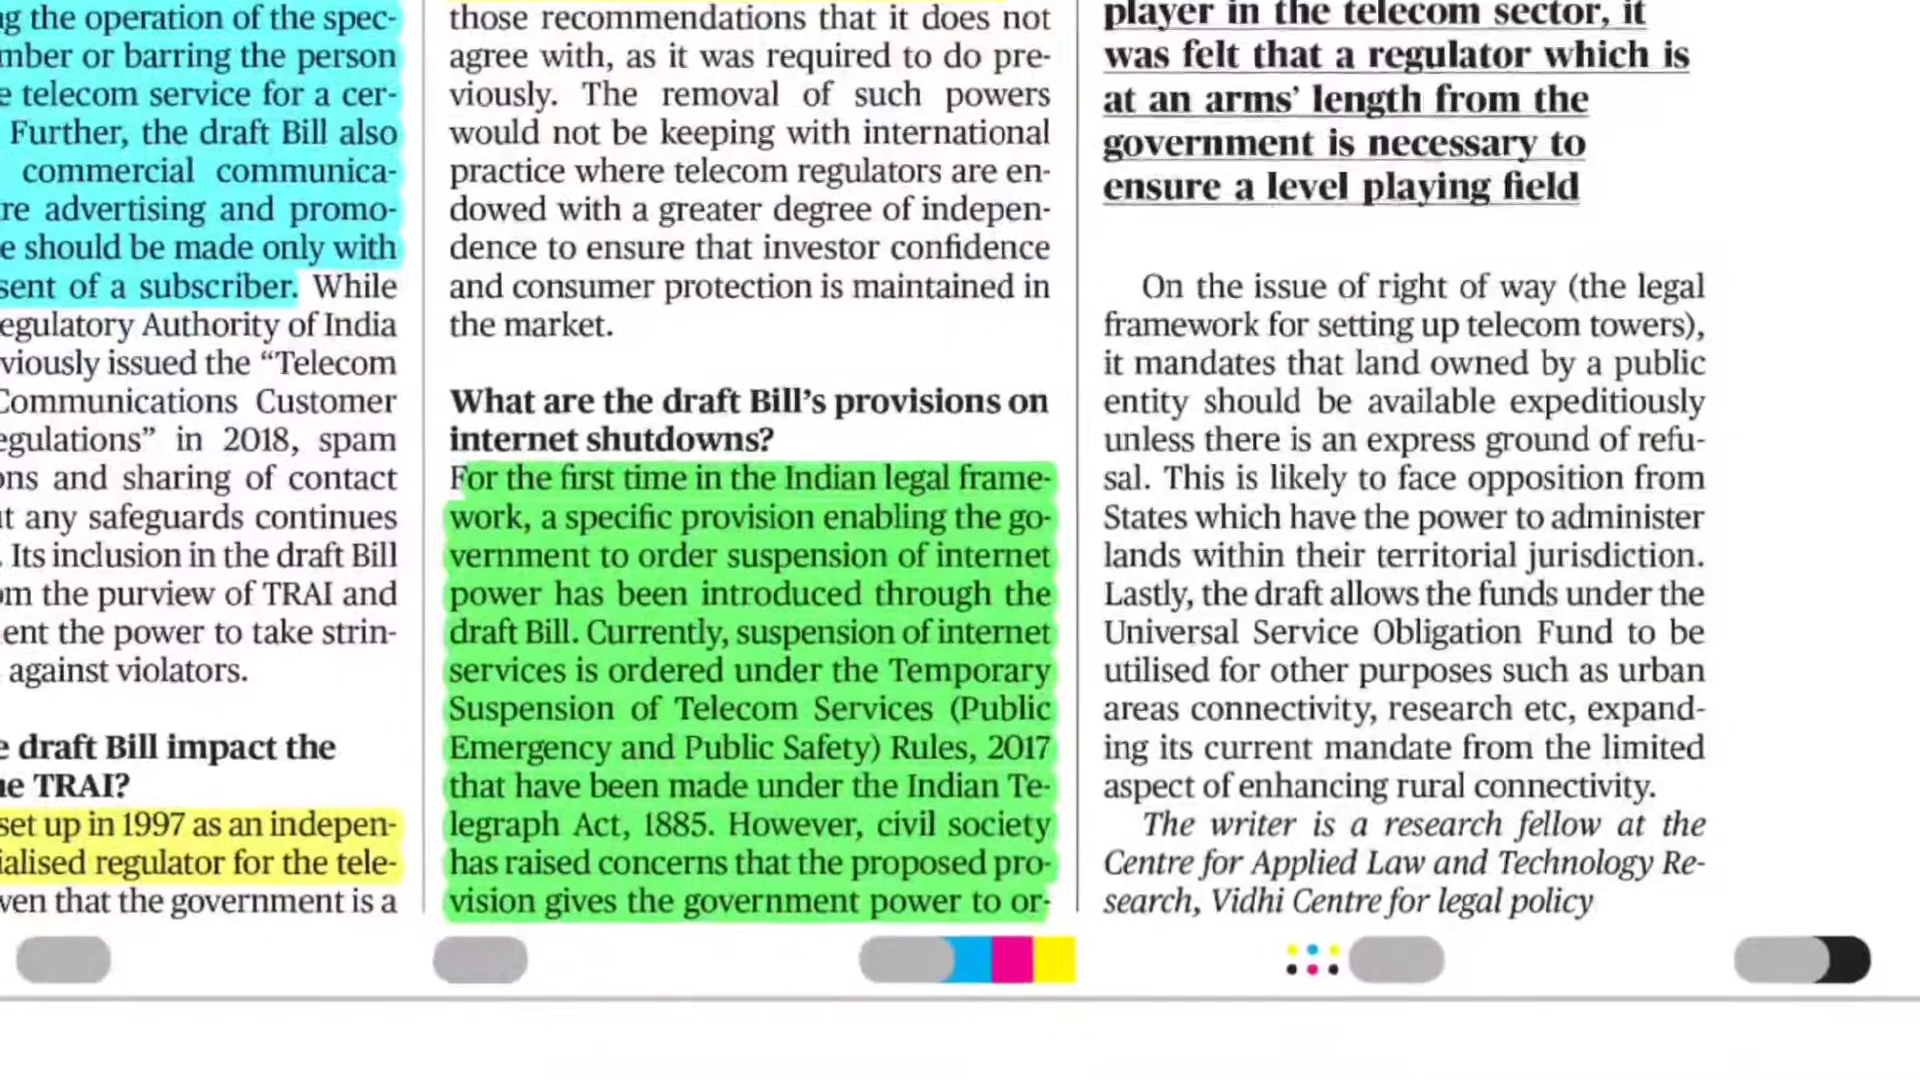 ng the operation of the spec-
mber or barring the person
e telecom service for a cer-
Further, the draft Bill also
commercial communica-
re advertising and promo-
e should be made only with
sent of a subscriber. While
egulatory Authority of India
viously issued the “Telecom
Communications Customer
egulations” in 2018, spam
ons and sharing of contact
ut any safeguards continues
. Its inclusion in the draft Bill
om the purview of TRAI and
ent the power to take strin-
against violators.
e draft Bill impact the
he TRAI?
set up in 1997 as an indepen-
ialised regulator for the tele-
ven that the government is a
those recommendations that it does not
agree with, as it was required to do pre-
viously. The removal of such powers
would not be keeping with international
practice where telecom regulators are en-
dowed with a greater degree of indepen-
dence to ensure that investor confidence
and consumer protection is maintained in
the market.
What are the draft Bill’s provisions on
internet shutdowns?
For the first time in the Indian legal frame-
work, a specific provision enabling the go-
vernment to order suspension of internet
power has been introduced through the
draft Bill. Currently, suspension of internet
services is ordered under the Temporary
Suspension of Telecom Services (Public
Emergency and Public Safety) Rules, 2017
that have been made under the Indian Te-
legraph Act, 1885. However, civil society
has raised concerns that the proposed pro-
vision gives the government power to or-
player in the telecom sector, it
was felt that a regulator which is
at an arms’ length from the
government is necessary to
ensure a level playing field
On the issue of right of way (the legal
framework for setting up telecom towers),
it mandates that land owned by a public
entity should be available expeditiously
unless there is an express ground of refu-
sal. This is likely to face opposition from
States which have the power to administer
lands within their territorial jurisdiction.
Lastly, the draft allows the funds under the
Universal Service Obligation Fund to be
utilised for other purposes such as urban
areas connectivity, research etc, expand-
ing its current mandate from the limited
aspect of enhancing rural connectivity.
The writer is a research fellow at the
Centre for Applied Law and Technology Re-
search, Vidhi Centre for legal policy